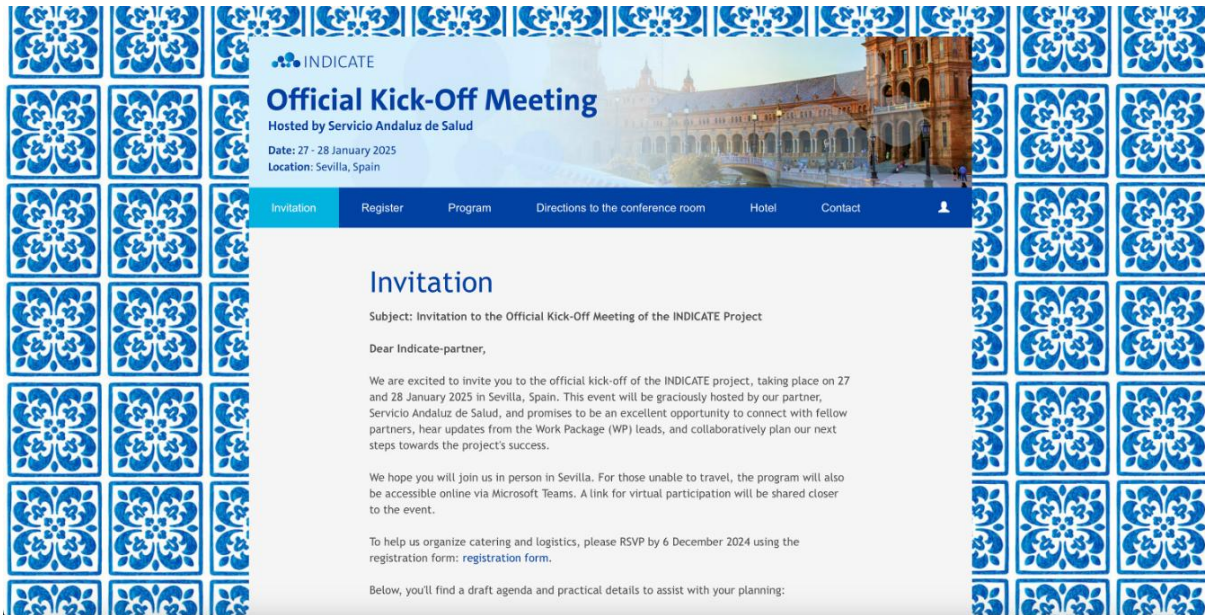 INDICATE
Official Kick-Off Meeting
Hosted by Servicio Andaluz de Salud
Date: 27 - 28 January 2025
Location: Sevilla, Spain
Invitation Register Program Directions to the conference room Hotel Contact
Invitation
Subject: Invitation to the Official Kick-Off Meeting of the INDICATE Project
Dear Indicate-partner,
We are excited to invite you to the official kick-off of the INDICATE project, taking place on 27
and 28 January 2025 in Sevilla, Spain. This event will be graciously hosted by our partner,
Servicio Andaluz de Salud, and promises to be an excellent opportunity to connect with fellow
partners, hear updates from the Work Package (WP) leads, and collaboratively plan our next
steps towards the project's success.
We hope you will join us in person in Sevilla. For those unable to travel, the program will also
be accessible online via Microsoft Teams. A link for virtual participation will be shared closer
to the event.
To help us organize catering and logistics, please RSVP by 6 December 2024 using the
registration form: registration form.
Below, you'll find a draft agenda and practical details to assist with your planning: